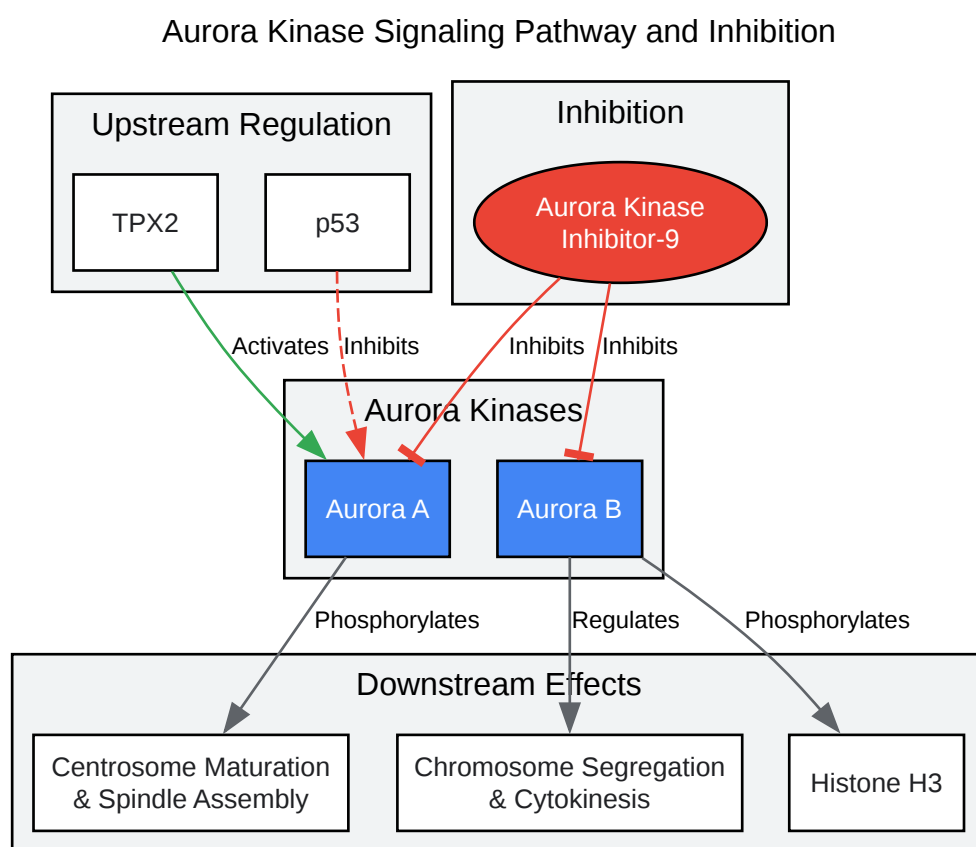 Aurora Kinase Signaling Pathway and Inhibition
Upstream Regulation
Inhibition
TPX2
p53
Aurora Kinase
Inhibitor-9
Activates
Inhibits
Inhibits
Inhibits
Aurora Kinases
Aurora A
Aurora B
Phosphorylates
Regulates
Phosphorylates
Downstream Effects
Centrosome Maturation
& Spindle Assembly
Chromosome Segregation
& Cytokinesis
Histone H3